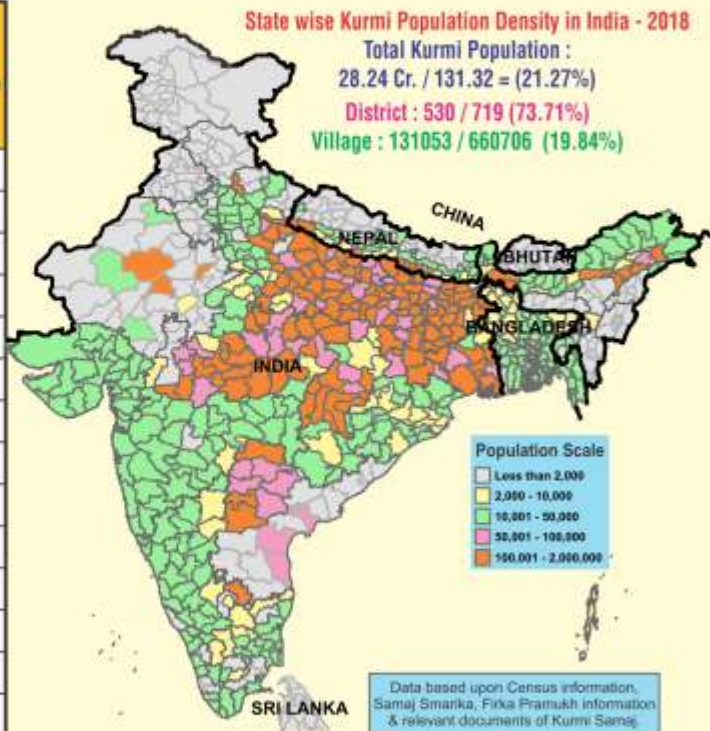 State wise Kurmi Population Density in India - 2018
Total Kurmi Population :
28.24 Cr. / 131.32 = (21.27%)
District : 530 / 719 (73.71%)
Village : 131053 / 660706 (19.84%)
CHINA
NEPAL
BHUTAN
BANGLADESH
INDIA
Population Scale
Less than 2,000
2,000 - 10,000
10,001 - 50,000
50,001 - 100,000
100,001 - 2,000,000
SRI LANKA
Data based upon Census information,
Samaj Smarika, Firka Pramukh information
& relevant documents of Kurmi Samaj.